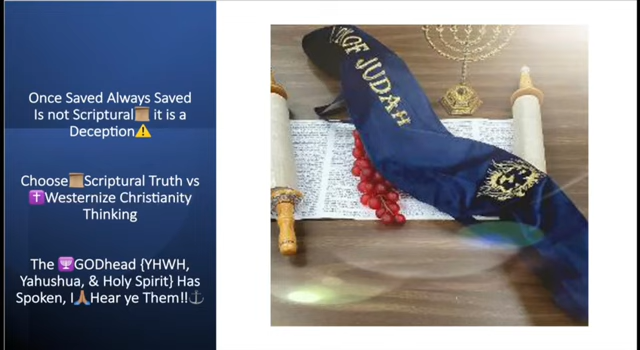 Once Saved Always Saved
Is not Scriptural📜 it is a
Deception⚠️
Choose📜Scriptural Truth vs
✝️Westernize Christianity
Thinking
The 🕎GODhead {YHWH,
Yahushua, & Holy Spirit} Has
Spoken, I🙏🏽Hear ye Them!!⚓
OF JUDAH